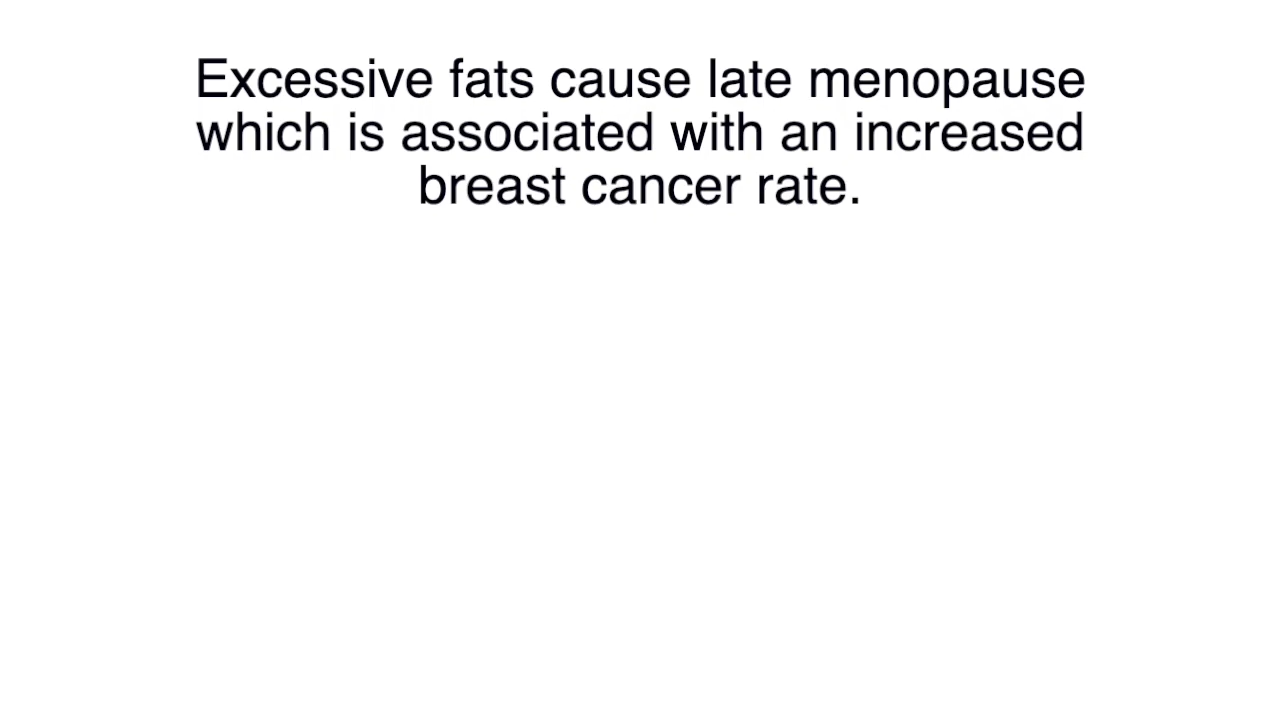 Excessive fats cause late menopause
which is associated with an increased
breast cancer rate.